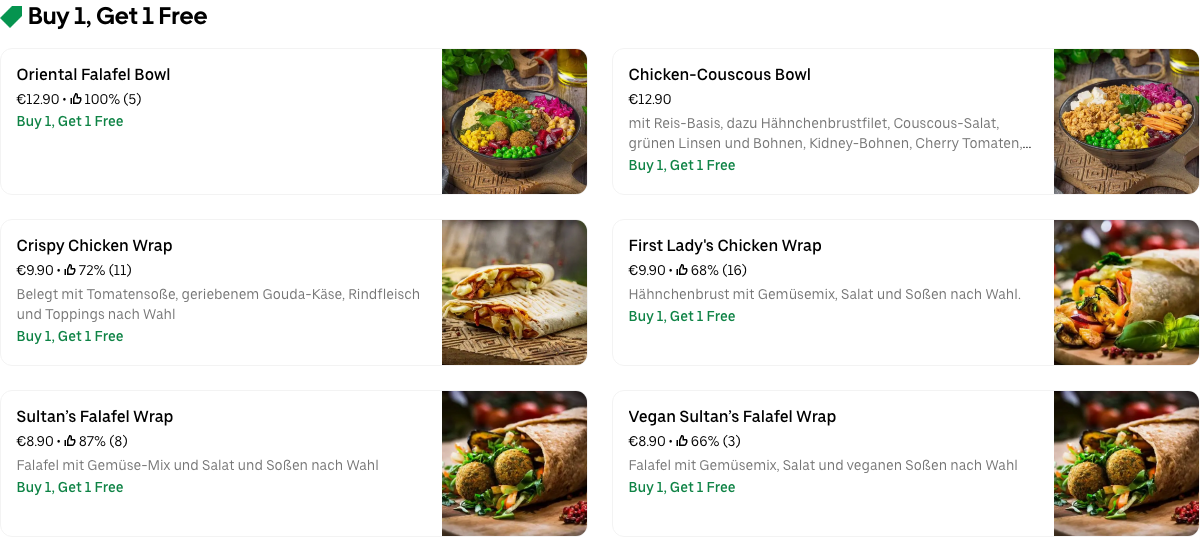 Buy 1, Get 1 Free
Oriental Falafel Bowl
€12.90 • 100% (5)
Buy 1, Get 1 Free
Chicken-Couscous Bowl
€12.90
mit Reis-Basis, dazu Hähnchenbrustfilet, Couscous-Salat,
grünen Linsen und Bohnen, Kidney-Bohnen, Cherry Tomaten,...
Buy 1, Get 1 Free
Crispy Chicken Wrap
€9.90 • 72% (11)
Belegt mit Tomatensoße, geriebenem Gouda-Käse, Rindfleisch
und Toppings nach Wahl
Buy 1, Get 1 Free
First Lady's Chicken Wrap
€9.90 • 68% (16)
Hähnchenbrust mit Gemüsemix, Salat und Soßen nach Wahl.
Buy 1, Get 1 Free
Sultan’s Falafel Wrap
€8.90 • 87% (8)
Falafel mit Gemüse-Mix und Salat und Soßen nach Wahl
Buy 1, Get 1 Free
Vegan Sultan’s Falafel Wrap
€8.90 • 66% (3)
Falafel mit Gemüsemix, Salat und veganen Soßen nach Wahl
Buy 1, Get 1 Free